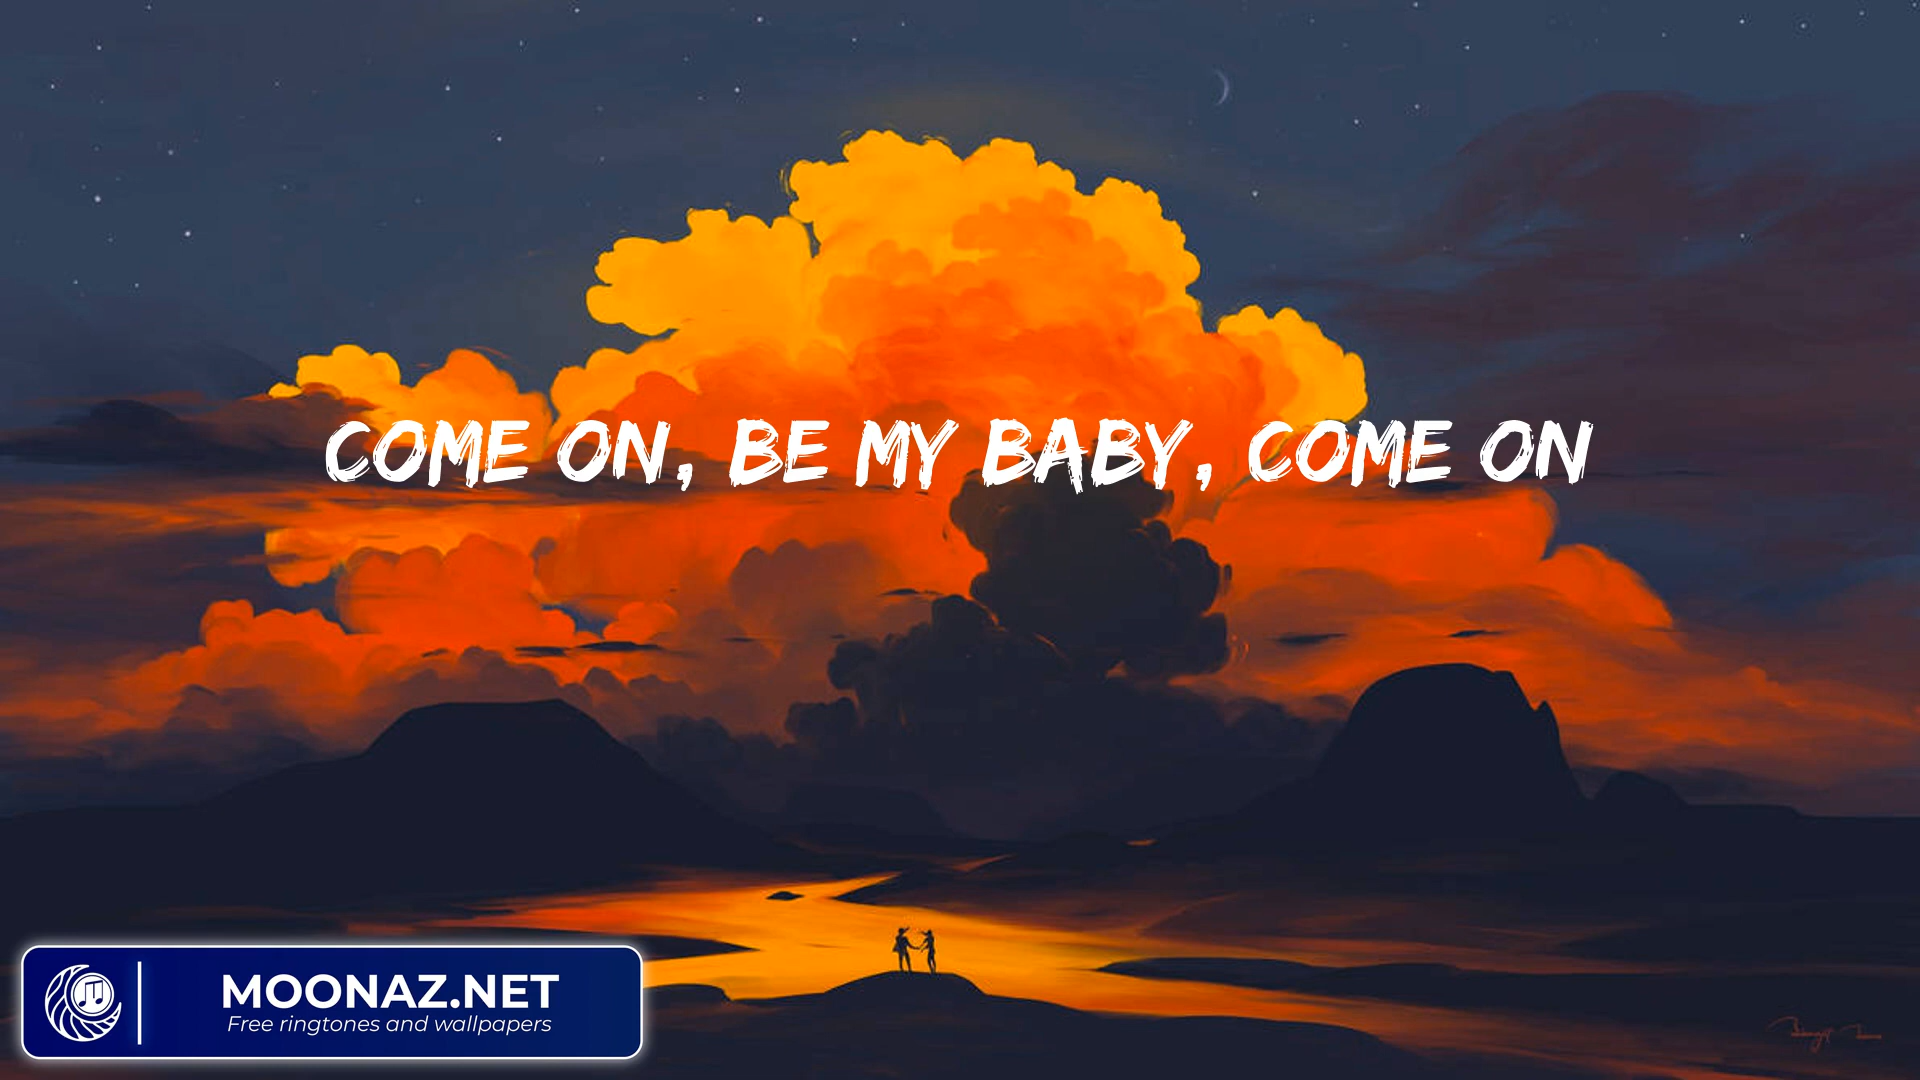 COME ON, BE MY BABY, COME ON
MOONAZ.NET
Free ringtones and wallpapers